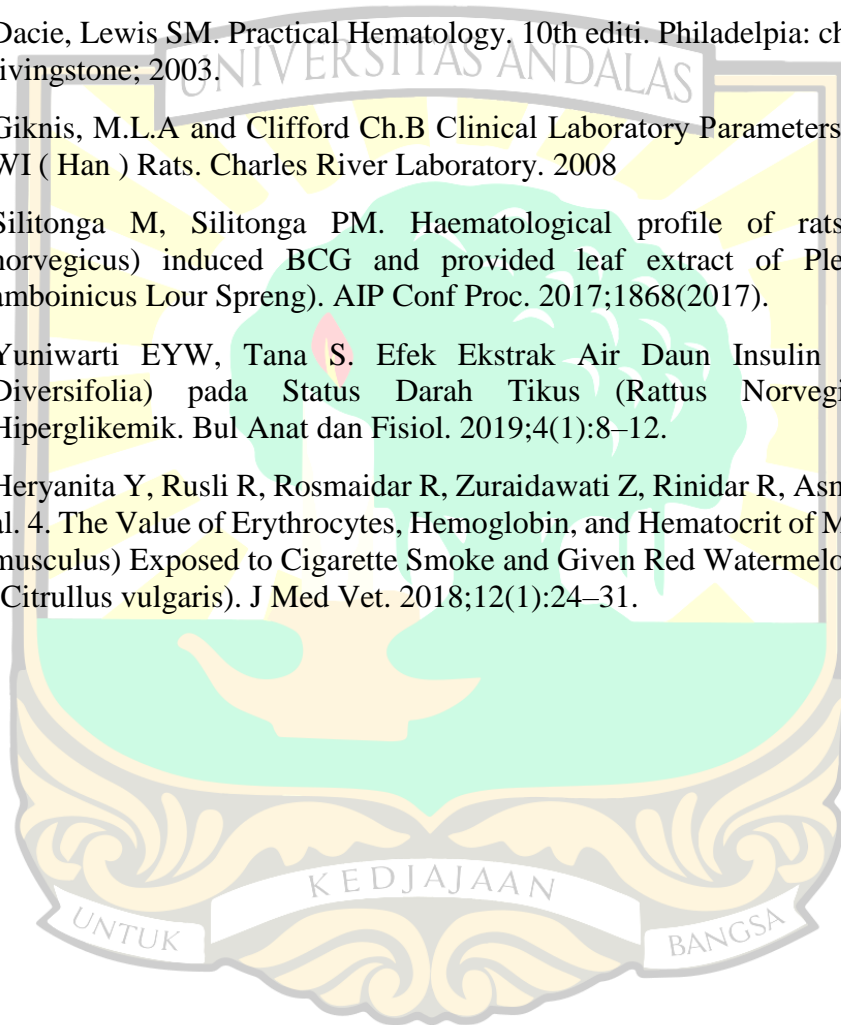 Dacie, Lewis SM. Practical Hematology. 10th editi. Philadelpia: ch
livingstone; 2003.
UNIVERSITAS ANDALAS
Giknis, M.L.A and Clifford Ch.B Clinical Laboratory Parameters
WI ( Han ) Rats. Charles River Laboratory. 2008
Silitonga M, Silitonga PM. Haematological profile of rats
norvegicus) induced BCG and provided leaf extract of Ple
amboinicus Lour Spreng). AIP Conf Proc. 2017;1868(2017).
Yuniwarti EYW, Tana S. Efek Ekstrak Air Daun Insulin
Diversifolia) pada Status Darah Tikus (Rattus Norvegi
Hiperglikemik. Bul Anat dan Fisiol. 2019;4(1):8–12.
Heryanita Y, Rusli R, Rosmaidar R, Zuraidawati Z, Rinidar R, Asm
al. 4. The Value of Erythrocytes, Hemoglobin, and Hematocrit of M
musculus) Exposed to Cigarette Smoke and Given Red Watermelo
(Citrullus vulgaris). J Med Vet. 2018;12(1):24–31.
UNTUK KEDJAJAAN BANGSA